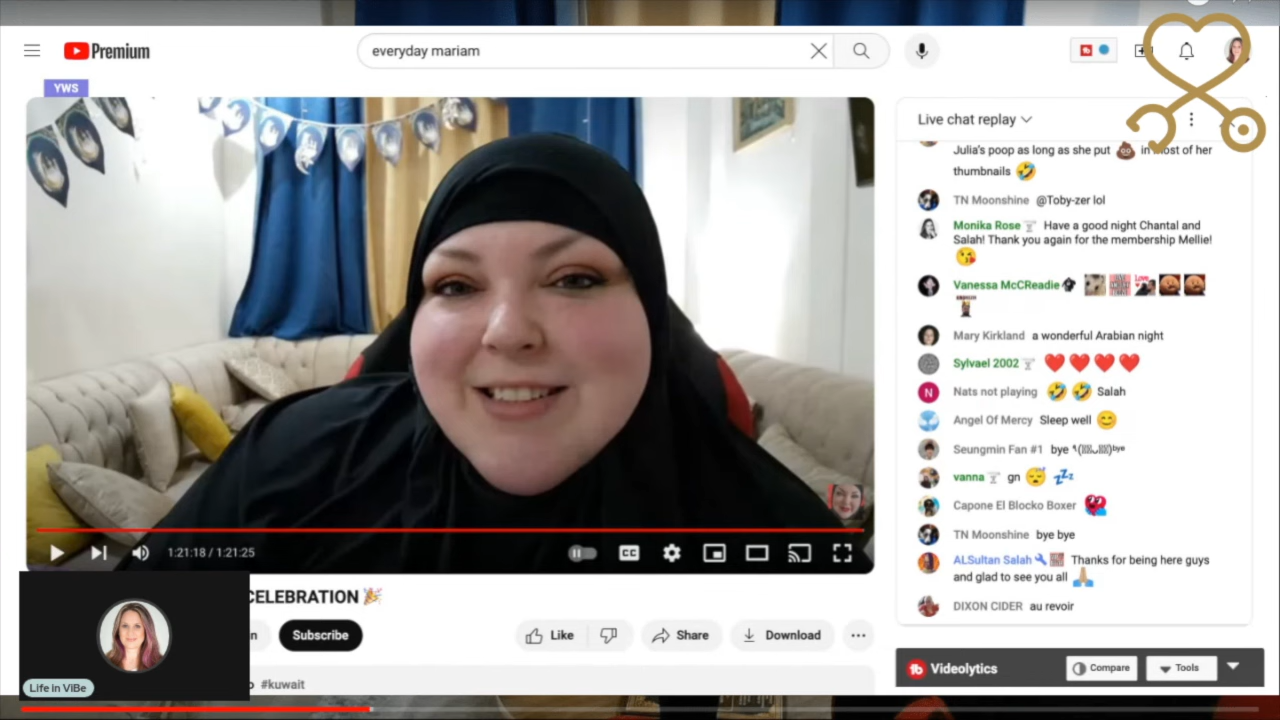 Premium
everyday mariam
YWS
Live chat replay
Julia's poop as long as she put 💩 in most of her
thumbnails 🤣
TN Moonshine @Toby-zer lol
Monika Rose Have a good night Chantal and
Salah! Thank you again for the membership Mellie!
😘
Vanessa McCreadie
Mary Kirkland a wonderful Arabian night
Sylvael 2002 ❤️❤️❤️❤️
N
Nats not playing 🤣🤣 Salah
Angel Of Mercy Sleep well 😊
Seungmin Fan #1 bye
vanna gn 😴 💤
Capone El Blocko Boxer
TN Moonshine bye bye
ALSultan Salah Thanks for being here guys
and glad to see you all 🙏🏼
DIXON CIDER au revoir
1:21:18 / 1:21:25
CC
CELEBRATION 🎉
n
Subscribe
Like
Share
Download
#kuwait
Life In ViBe
tb Videolytics
Compare
Tools